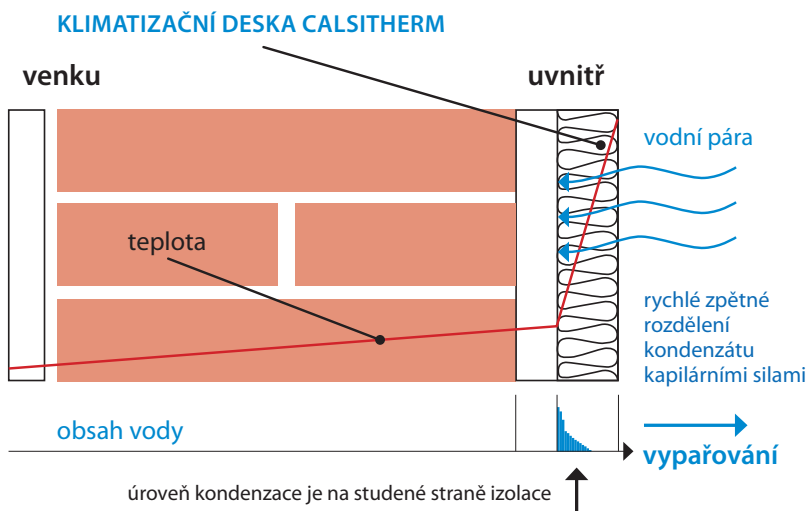 KLIMATIZAČNÍ DESKA CALSITHERM
venku
uvnitř
vodní pára
teplota
rychlé zpětné
rozdělení
kondenzátu
kapilárními silami
obsah vody
vypařování
úroveň kondenzace je na studené straně izolace